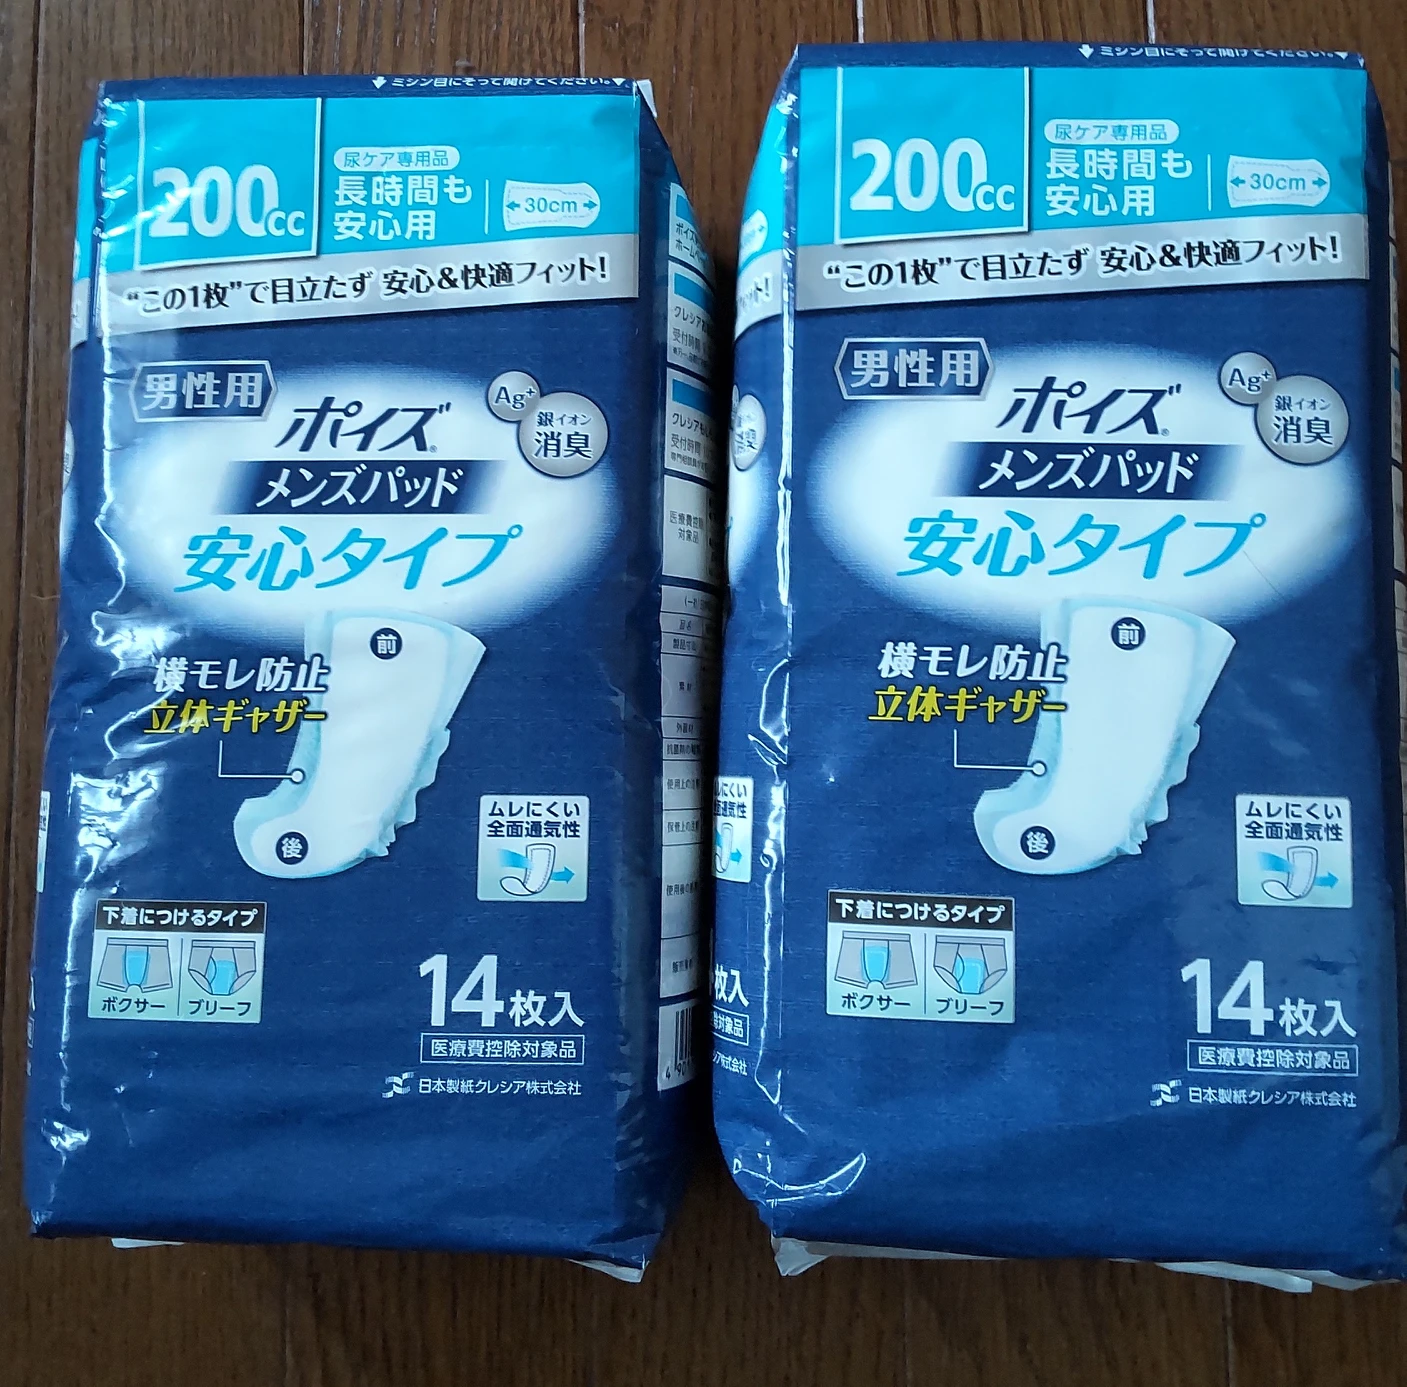 ミシン目にそって開けてください。
200cc
尿ケア専用品
長時間も
安心用
30cm
“この1枚”で目立たず 安心&快適フィット!
男性用
ポイズ®
メンズパッド
安心タイプ
Ag+
銀イオン
消臭
前
横モレ防止
立体ギャザー
後
ムレにくい
全面通気性
下着につけるタイプ
ボクサー
ブリーフ
14枚入
医療費控除対象品
日本製紙クレシア株式会社
医療費控除
対象品
ミシン目にそって開けてください。
200cc
尿ケア専用品
長時間も
安心用
30cm
“この1枚”で目立たず 安心&快適フィット!
男性用
ポイズ®
メンズパッド
安心タイプ
Ag+
銀イオン
消臭
前
横モレ防止
立体ギャザー
後
ムレにくい
全面通気性
下着につけるタイプ
ボクサー
ブリーフ
14枚入
医療費控除対象品
日本製紙クレシア株式会社